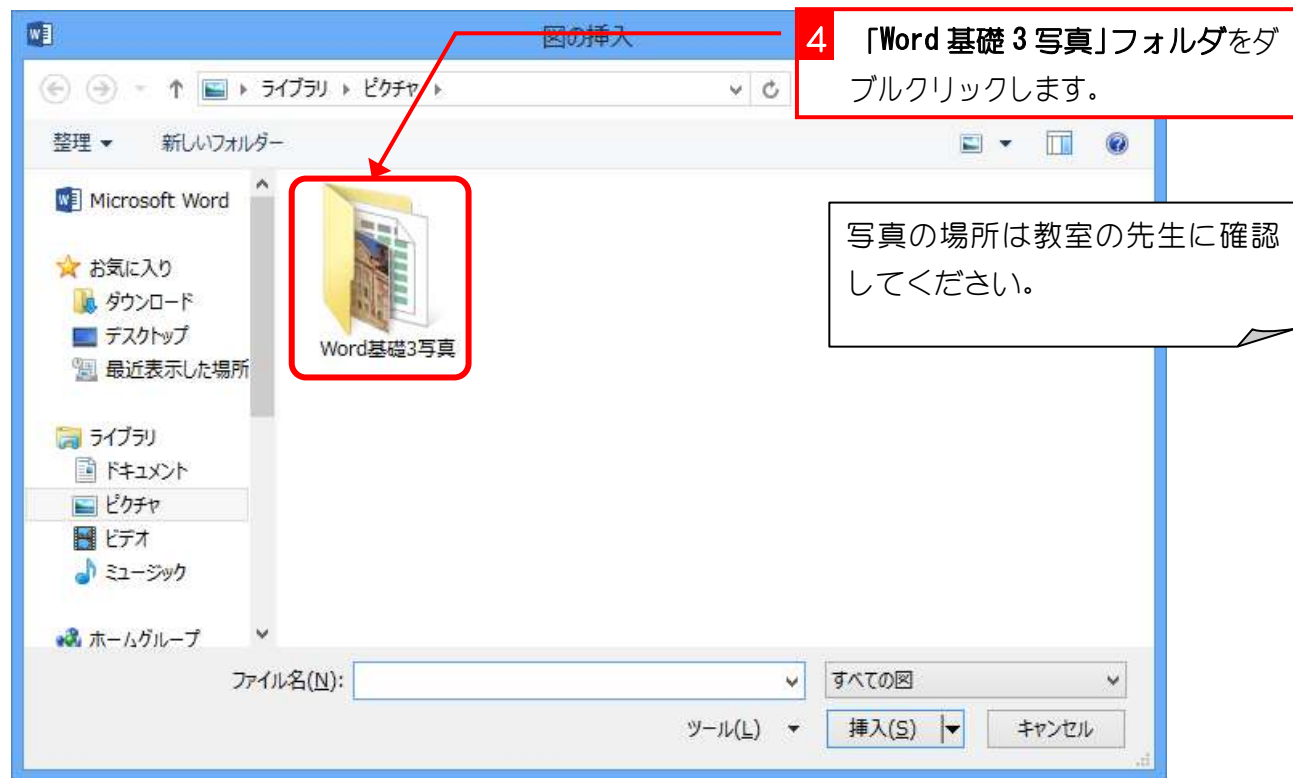 図の挿入
4 「Word 基礎 3 写真」フォルダをダ
ブルクリックします。
ライブラリ ピクチャ
整理 新しいフォルダー
Microsoft Word
お気に入り
ダウンロード
デスクトップ
最近表示した場所
ライブラリ
ドキュメント
ピクチャ
ビデオ
ミュージック
ホームグループ
Word基礎3写真
写真の場所は教室の先生に確認
してください。
ファイル名(N):
すべての図
ツール(L) 挿入(S) キャンセル